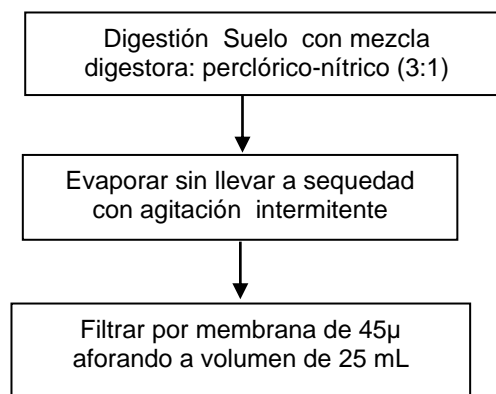 Digestión Suelo con mezcla
digestora: perclórico-nítrico (3:1)
Evaporar sin llevar a sequedad
con agitación intermitente
Filtrar por membrana de 45µ
aforando a volumen de 25 mL